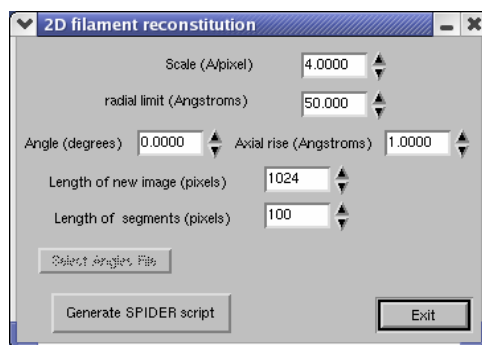 2D filament reconstitution
Scale (A/pixel) 4.0000
radial limit (Angstroms) 50.000
Angle (degrees) 0.0000 Axial rise (Angstroms) 1.0000
Length of new image (pixels) 1024
Length of segments (pixels) 100
Select Angles File
Generate SPIDER script Exit